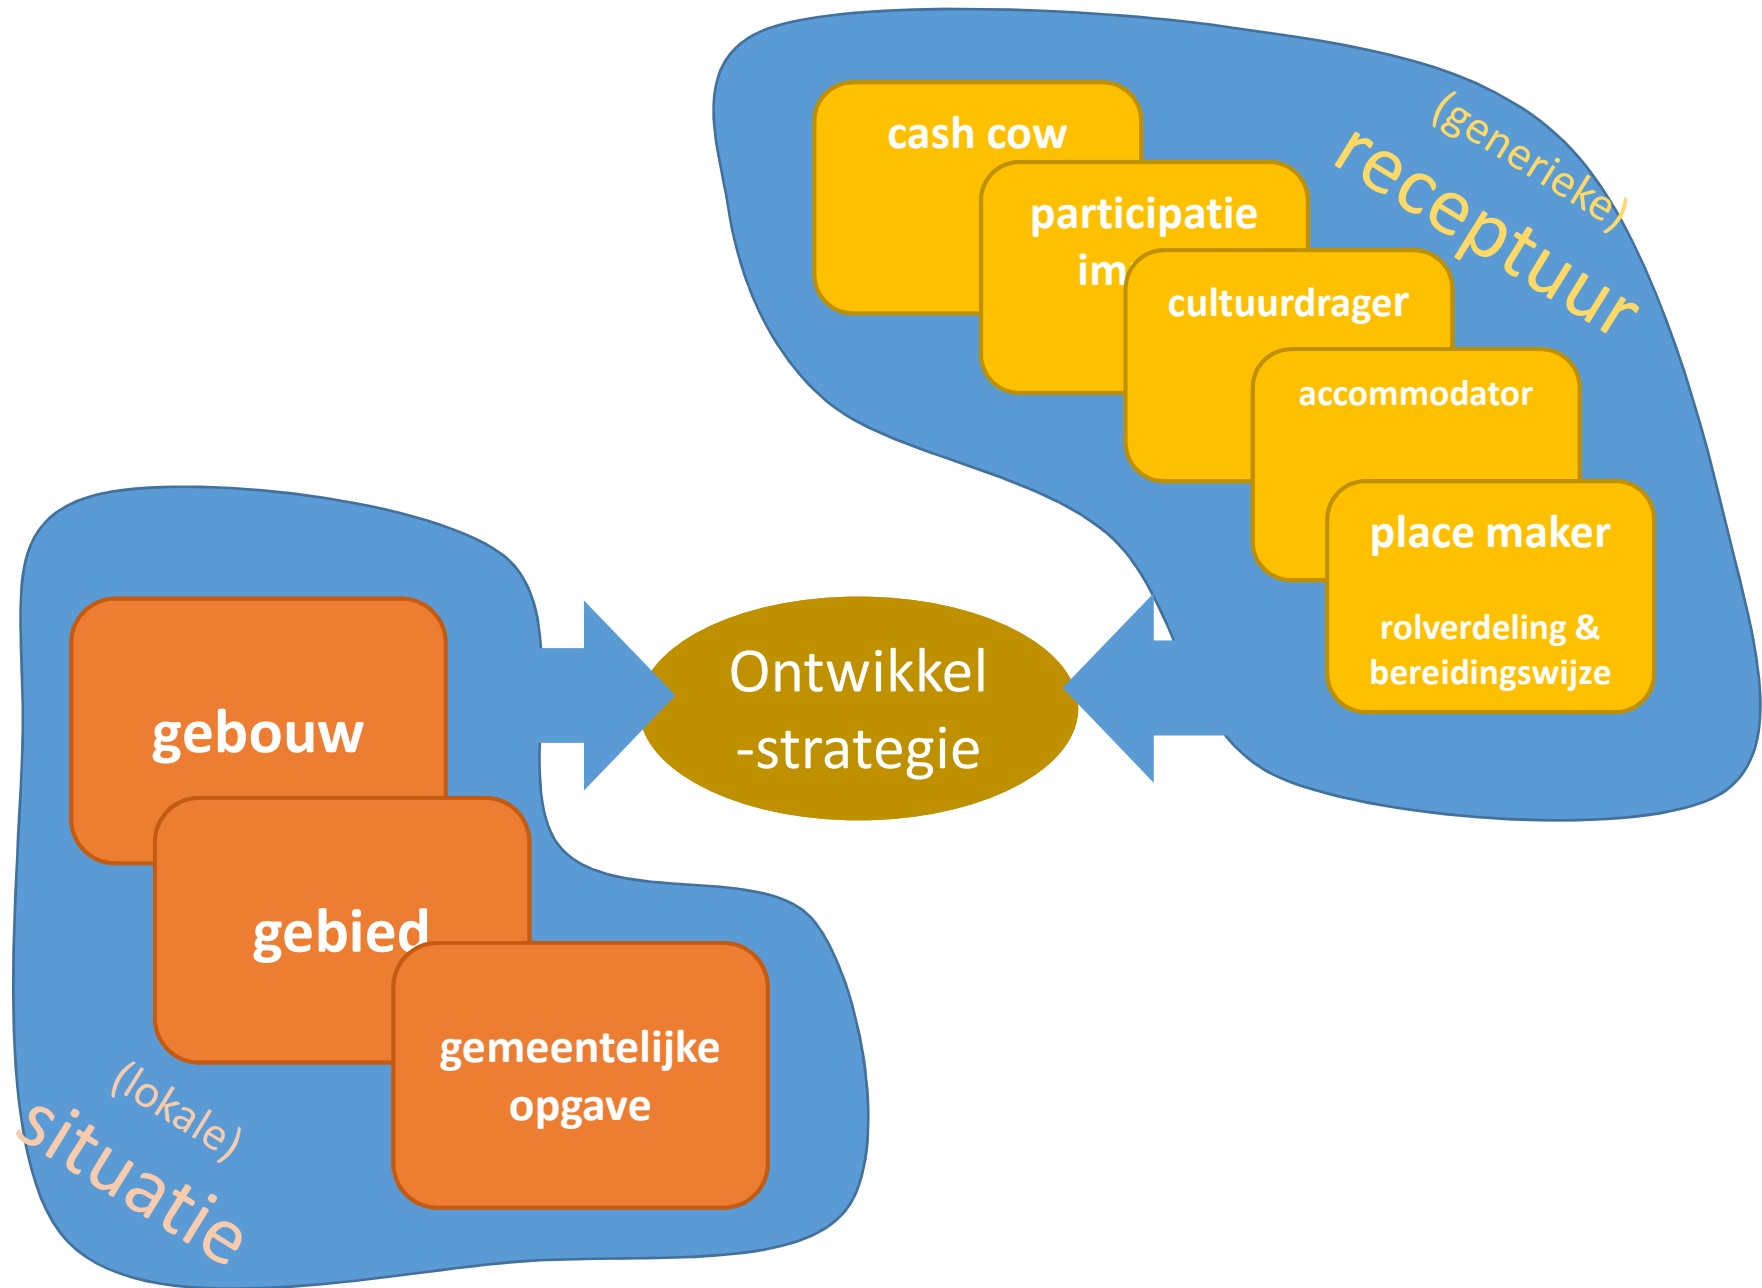 cash cow
participatie
cultuurdrager
accommodator
place maker
rolverdeling &
bereidingswijze
(generieke)
receptuur
Ontwikkel
-strategie
gebouw
gebied
gemeentelijke
opgave
(lokale)
situatie